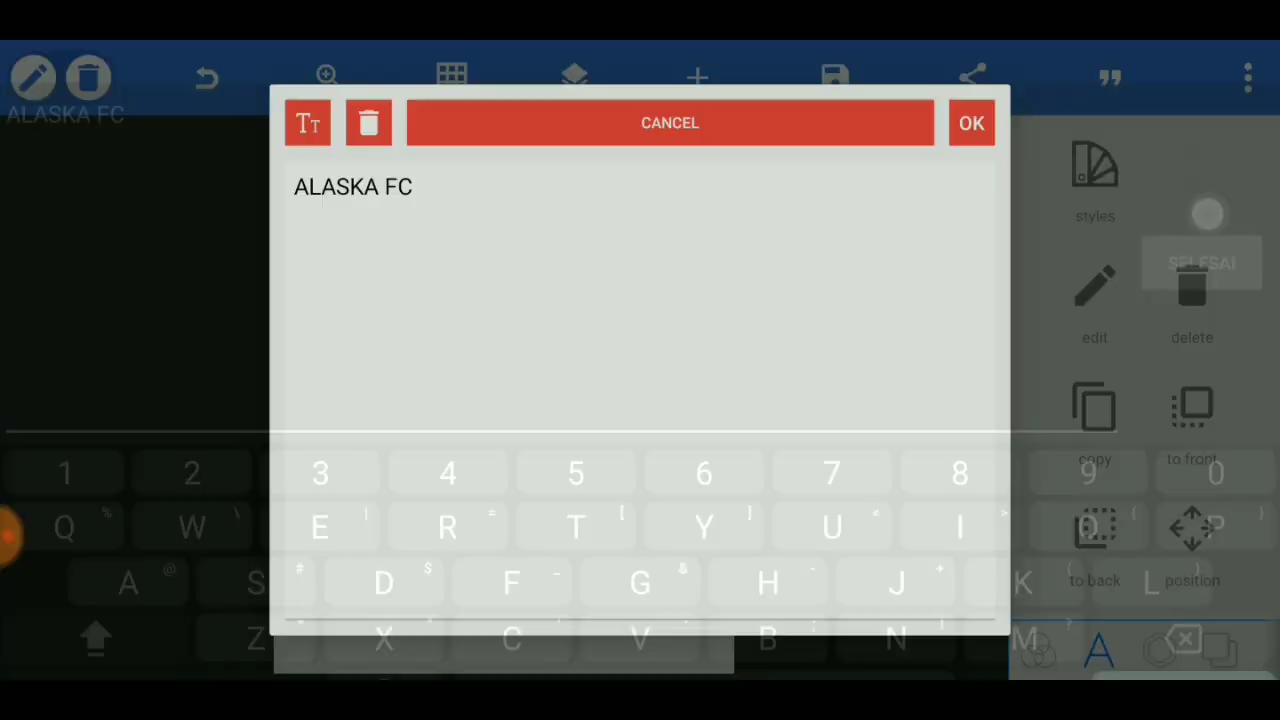 ALASKA FC
CANCEL
OK
ALASKA FC
styles
SELESAI
edit
delete
copy
to front
to back
position
1 2 3 4 5 6 7 8 9 0
Q W E R T Y U I O P
A S D F G H J K L
Z X C V B N M